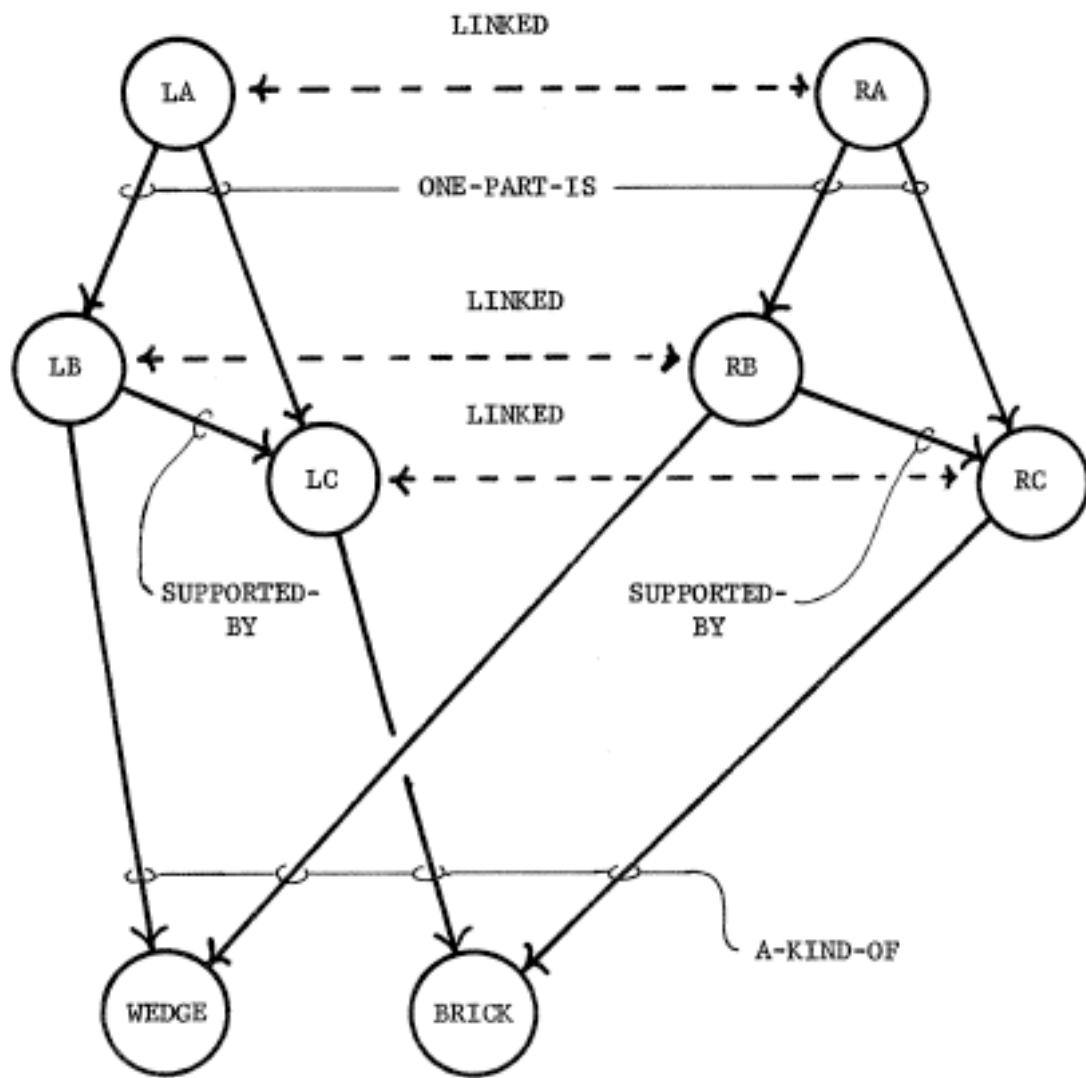 LINKED
LA
RA
ONE-PART-IS
LINKED
LB
RB
LINKED
LC
RC
SUPPORTED-
BY
SUPPORTED-
BY
A-KIND-OF
WEDGE
BRICK